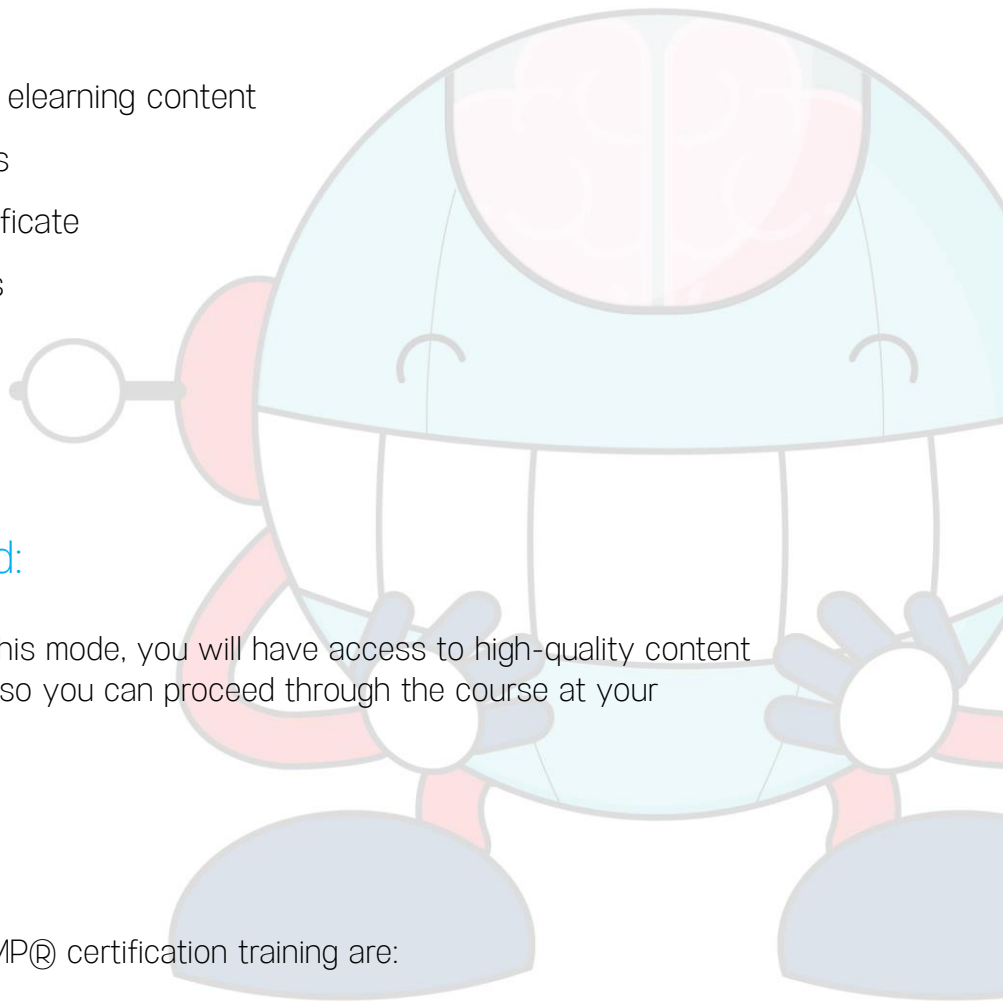 elearning content
s
ficate
s
d:
his mode, you will have access to high-quality content
so you can proceed through the course at your
MP® certification training are: